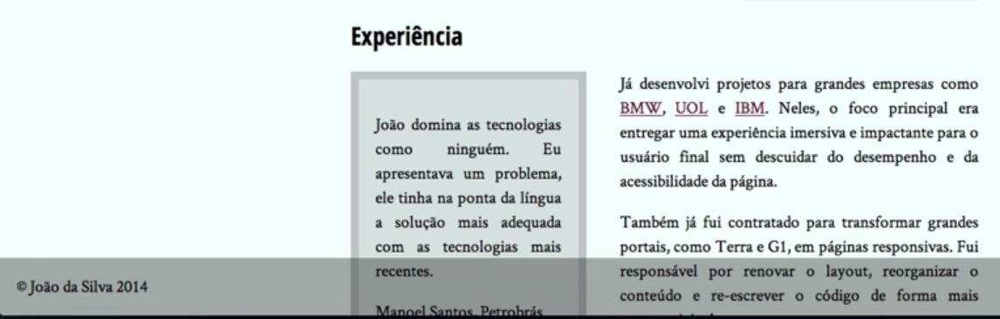 Experiência
João domina as tecnologias
como ninguém. Eu
apresentava um problema,
ele tinha na ponta da língua
a solução mais adequada
com as tecnologias mais
recentes.
Manoel Santos, Petrobrás
Já desenvolvi projetos para grandes empresas como
BMW, UOL e IBM. Neles, o foco principal era
entregar uma experiência imersiva e impactante para o
usuário final sem descuidar do desempenho e da
acessibilidade da página.
Também já fui contratado para transformar grandes
portais, como Terra e G1, em páginas responsivas. Fui
responsável por renovar o layout, reorganizar o
conteúdo e re-escrever o código de forma mais
© João da Silva 2014